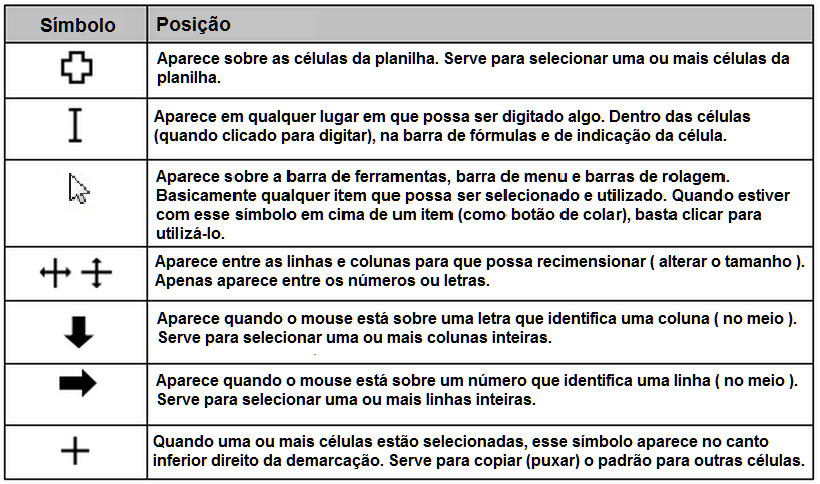 Símbolo
Posição
Aparece sobre as células da planilha. Serve para selecionar uma ou mais células da
planilha.
Aparece em qualquer lugar em que possa ser digitado algo. Dentro das células
(quando clicado para digitar), na barra de fórmulas e de indicação da célula.
Aparece sobre a barra de ferramentas, barra de menu e barras de rolagem.
Basicamente qualquer item que possa ser selecionado e utilizado. Quando estiver
com esse símbolo em cima de um item (como botão de colar), basta clicar para
utilizá-lo.
Aparece entre as linhas e colunas para que possa recimensionar ( alterar o tamanho ).
Apenas aparece entre os números ou letras.
Aparece quando o mouse está sobre uma letra que identifica uma coluna ( no meio ).
Serve para selecionar uma ou mais colunas inteiras.
Aparece quando o mouse está sobre um número que identifica uma linha ( no meio ).
Serve para selecionar uma ou mais linhas inteiras.
Quando uma ou mais células estão selecionadas, esse símbolo aparece no canto
inferior direito da demarcação. Serve para copiar (puxar) o padrão para outras células.